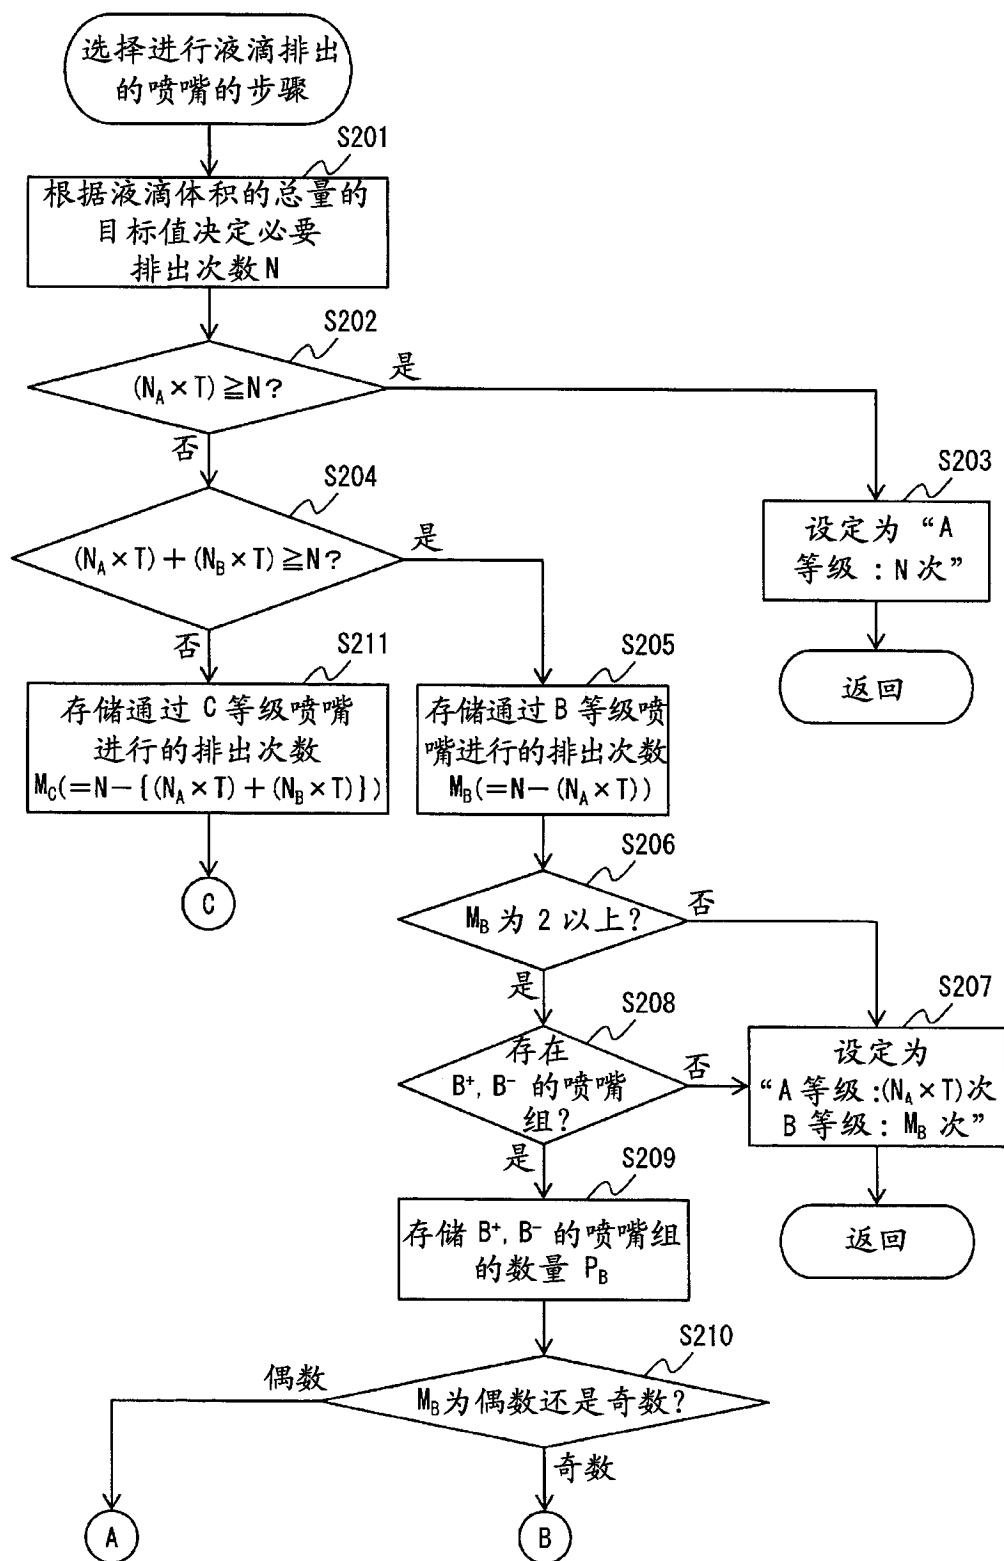 选择进行液滴排出
的喷嘴的步骤
S201
根据液滴体积的总量的
目标值决定必要
排出次数N
S202
(N_A×T)≧N?
是
否
S203
设定为“A
等级：N次”
返回
S204
(N_A×T)＋(N_B×T)≧N?
是
否
S211
存储通过C等级喷嘴
进行的排出次数
M_C(=N－{(N_A×T)＋(N_B×T)})
C
S205
存储通过B等级喷
嘴进行的排出次数
M_B(=N－(N_A×T))
S206
M_B为2以上?
否
是
S207
设定为
“A等级:(N_A×T)次
B等级：M_B次”
返回
S208
存在
B⁺,B⁻的喷嘴
组?
否
是
S209
存储B⁺,B⁻的喷嘴组
的数量 P_B
S210
M_B为偶数还是奇数?
偶数
奇数
A
B